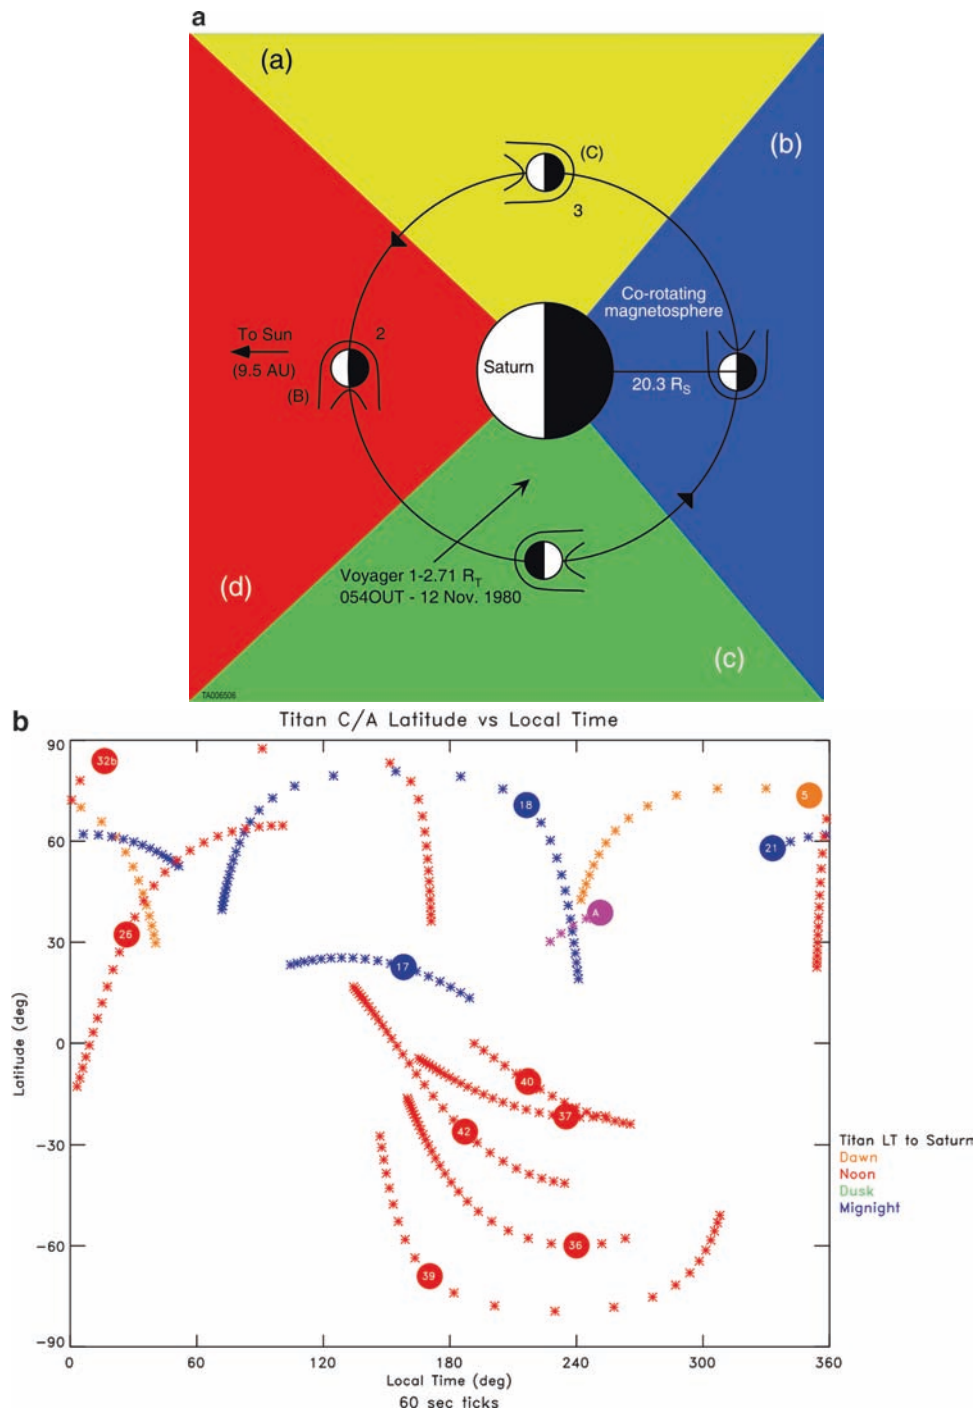 a
(a)
(b)
(C)
3
Co-rotating
magnetosphere
2
To Sun
(9.5 AU)
(B)
Saturn
20.3 RS
Voyager 1-2.71 RT
054OUT - 12 Nov. 1980
(d)
(c)
TA006506
b
Titan C/A Latitude vs Local Time
90
60
30
0
-30
-60
-90
Latitude (deg)
32b
5
18
21
A
26
17
40
37
42
36
39
Titan LT to Saturn
Dawn
Noon
Dusk
Mignight
0 60 120 180 240 300 360
Local Time (deg)
60 sec ticks